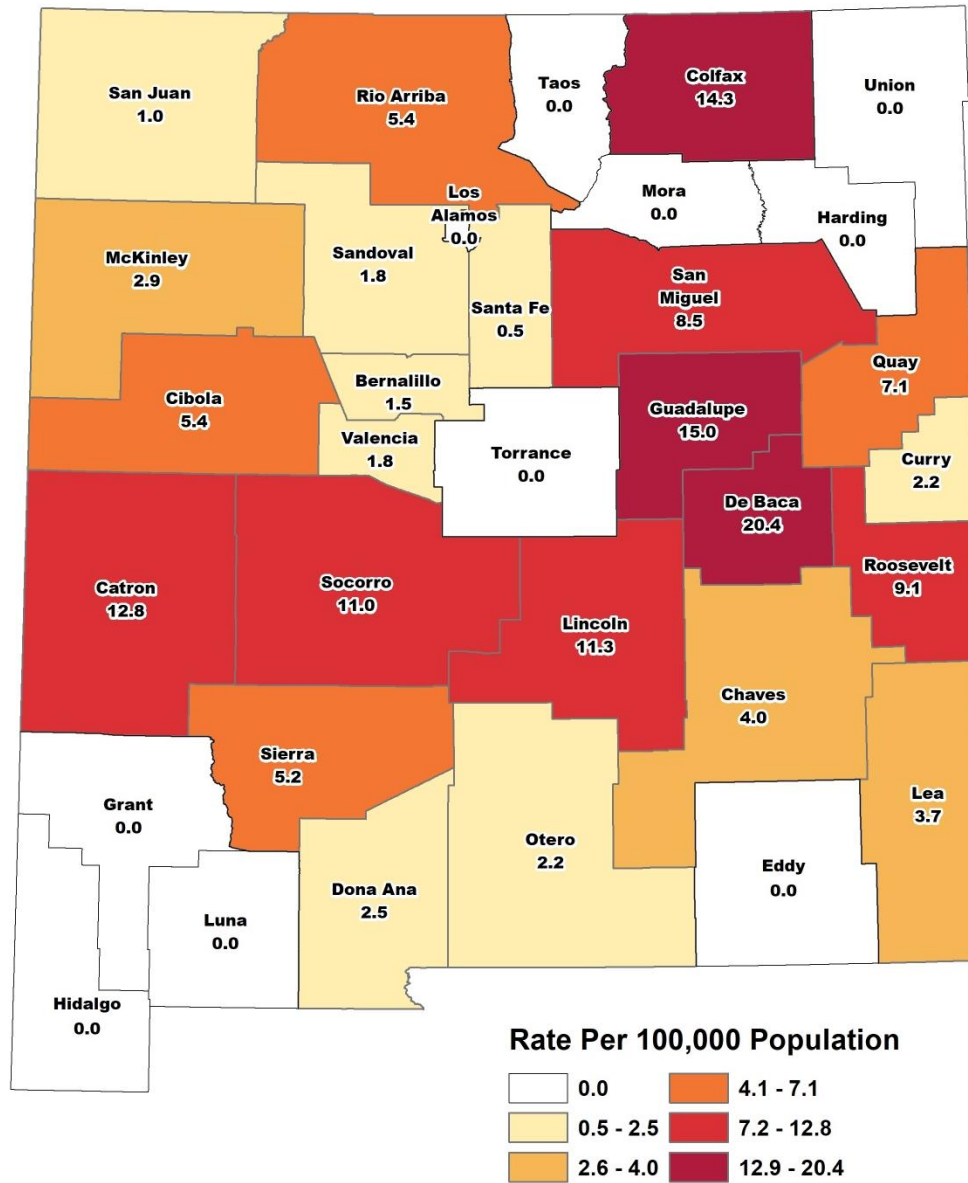 San Juan
1.0
Rio Arriba
5.4
Taos
0.0
Colfax
14.3
Union
0.0
Los
Alamos
0.0
Mora
0.0
Harding
0.0
McKinley
2.9
Sandoval
1.8
Santa Fe
0.5
San
Miguel
8.5
Quay
7.1
Cibola
5.4
Bernalillo
1.5
Valencia
1.8
Torrance
0.0
Guadalupe
15.0
Curry
2.2
De Baca
20.4
Catron
12.8
Socorro
11.0
Lincoln
11.3
Roosevelt
9.1
Chaves
4.0
Sierra
5.2
Grant
0.0
Otero
2.2
Lea
3.7
Eddy
0.0
Dona Ana
2.5
Luna
0.0
Hidalgo
0.0
Rate Per 100,000 Population
0.0
4.1 - 7.1
0.5 - 2.5
7.2 - 12.8
2.6 - 4.0
12.9 - 20.4